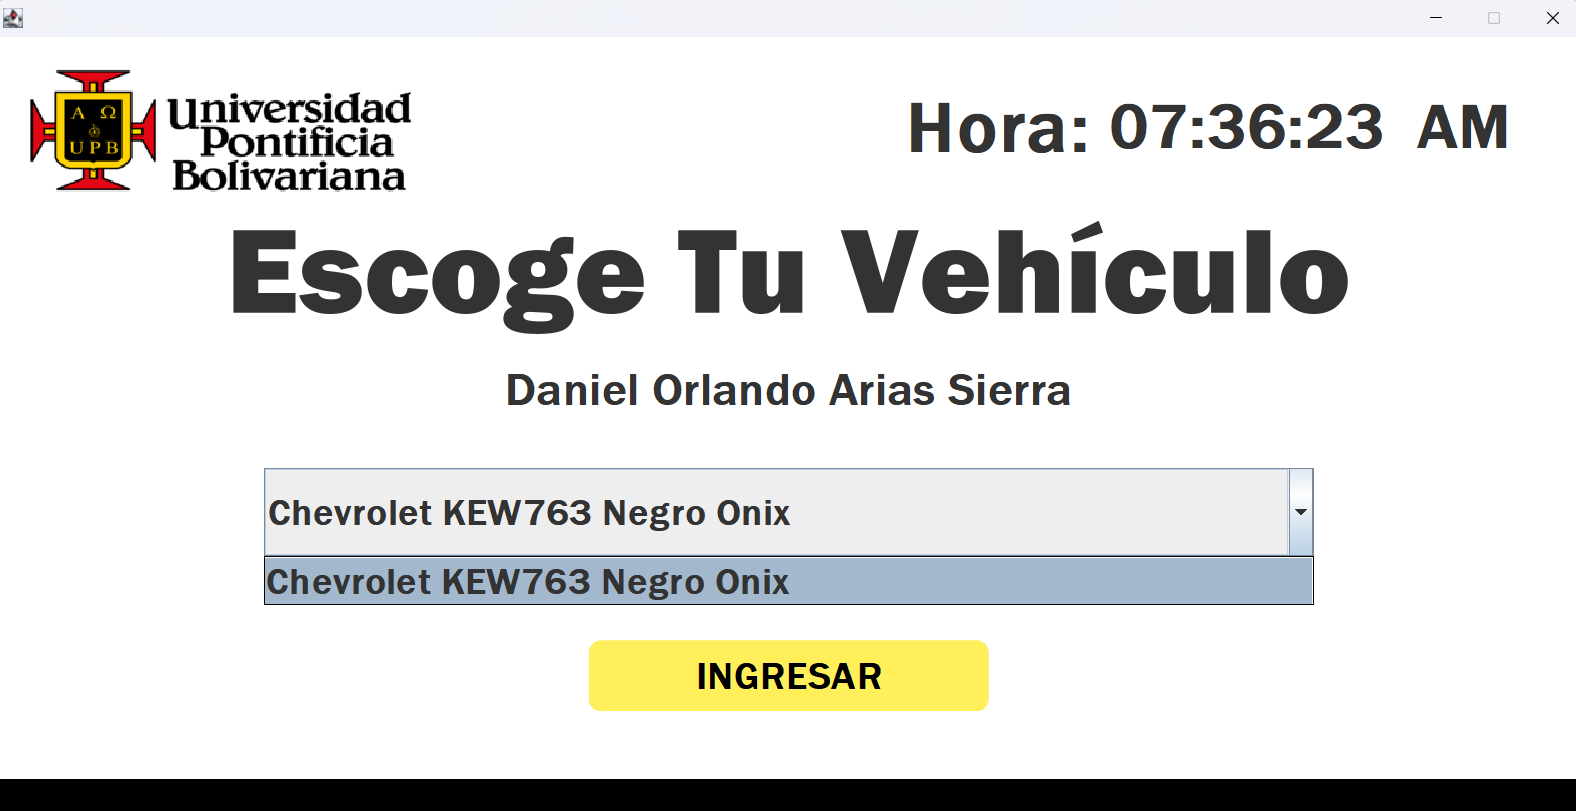 Α Ω
UPB
Universidad
Pontificia
Bolivariana
Hora: 07:36:23 AM
Escoge Tu Vehículo
Daniel Orlando Arias Sierra
Chevrolet KEW763 Negro Onix
Chevrolet KEW763 Negro Onix
INGRESAR